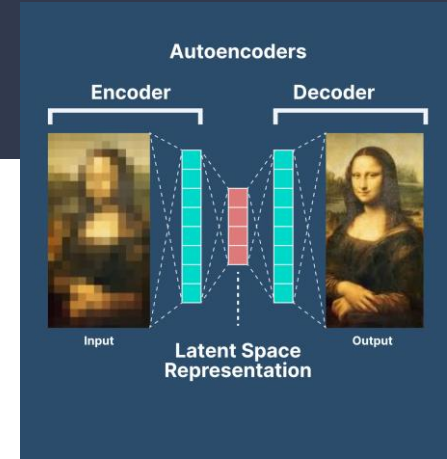 Autoencoders
Encoder
Decoder
Input
Output
Latent Space
Representation